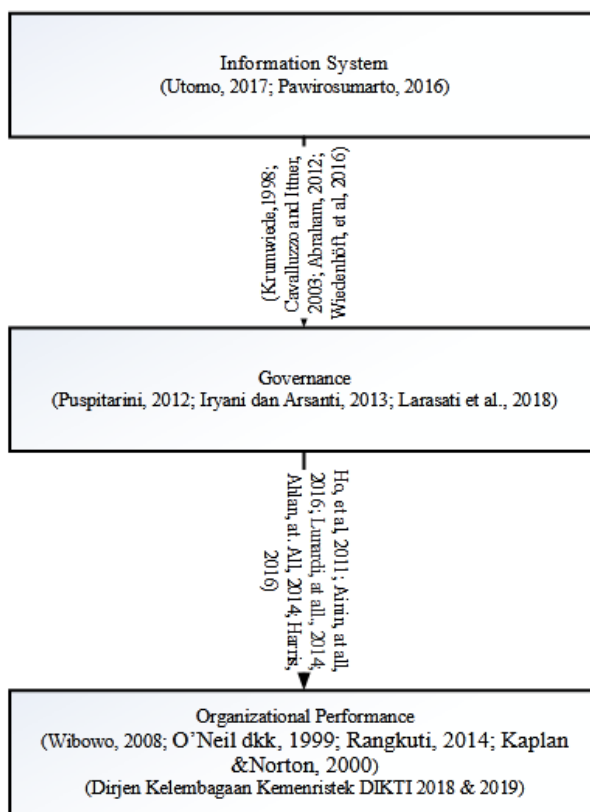 Information System
(Utomo, 2017; Pawirosumarto, 2016)
(Krumwiede,1998;
Cavalluzzo and Ittner,
2003; Abraham, 2012;
Wiedenhöft, et al, 2016)
Governance
(Puspitarini, 2012; Iryani dan Arsanti, 2013; Larasati et al., 2018)
Ho, et al, 2011; Ainin, at all,
2016; Lunardi, at all., 2014;
Ahlan, at. All, 2014; Harris,
2016)
Organizational Performance
(Wibowo, 2008; O’Neil dkk, 1999; Rangkuti, 2014; Kaplan
&Norton, 2000)
(Dirjen Kelembagaan Kemenristek DIKTI 2018 & 2019)